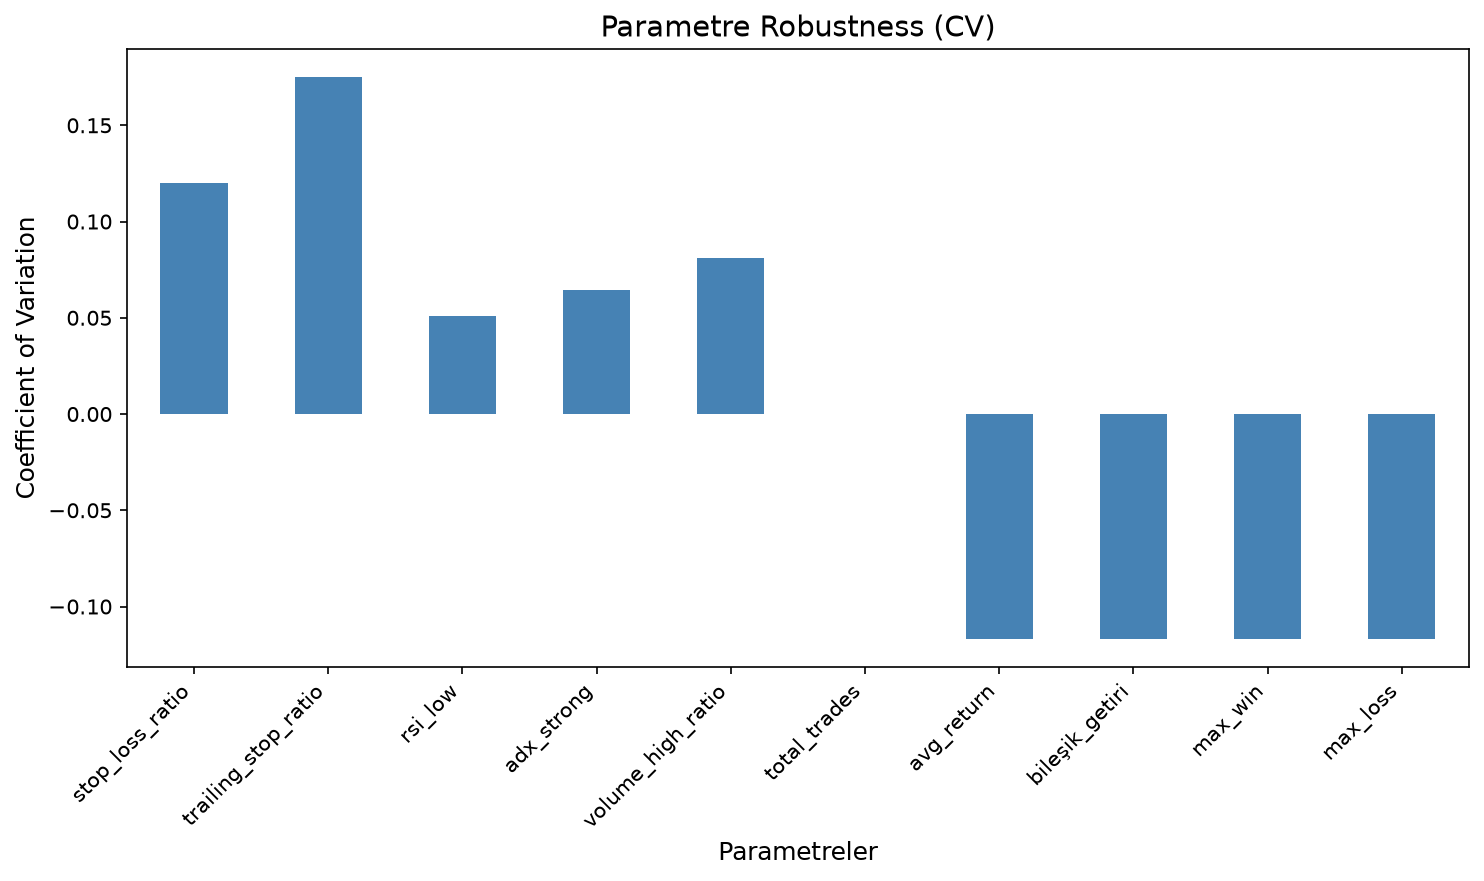 Parametre Robustness (CV)
Coefficient of Variation
0.15
0.10
0.05
0.00
−0.05
−0.10
stop_loss_ratio
trailing_stop_ratio
rsi_low
adx_strong
volume_high_ratio
total_trades
avg_return
bileşik_getiri
max_win
max_loss
Parametreler